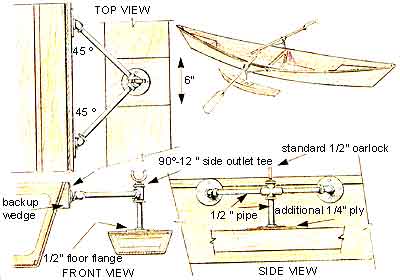 TOP VIEW
45 °
6"
45 °
standard 1/2" oarlock
90º-12 " side outlet tee
backup
wedge
1/2 " pipe
additional 1/4" ply
1/2" floor flange
FRONT VIEW
SIDE VIEW